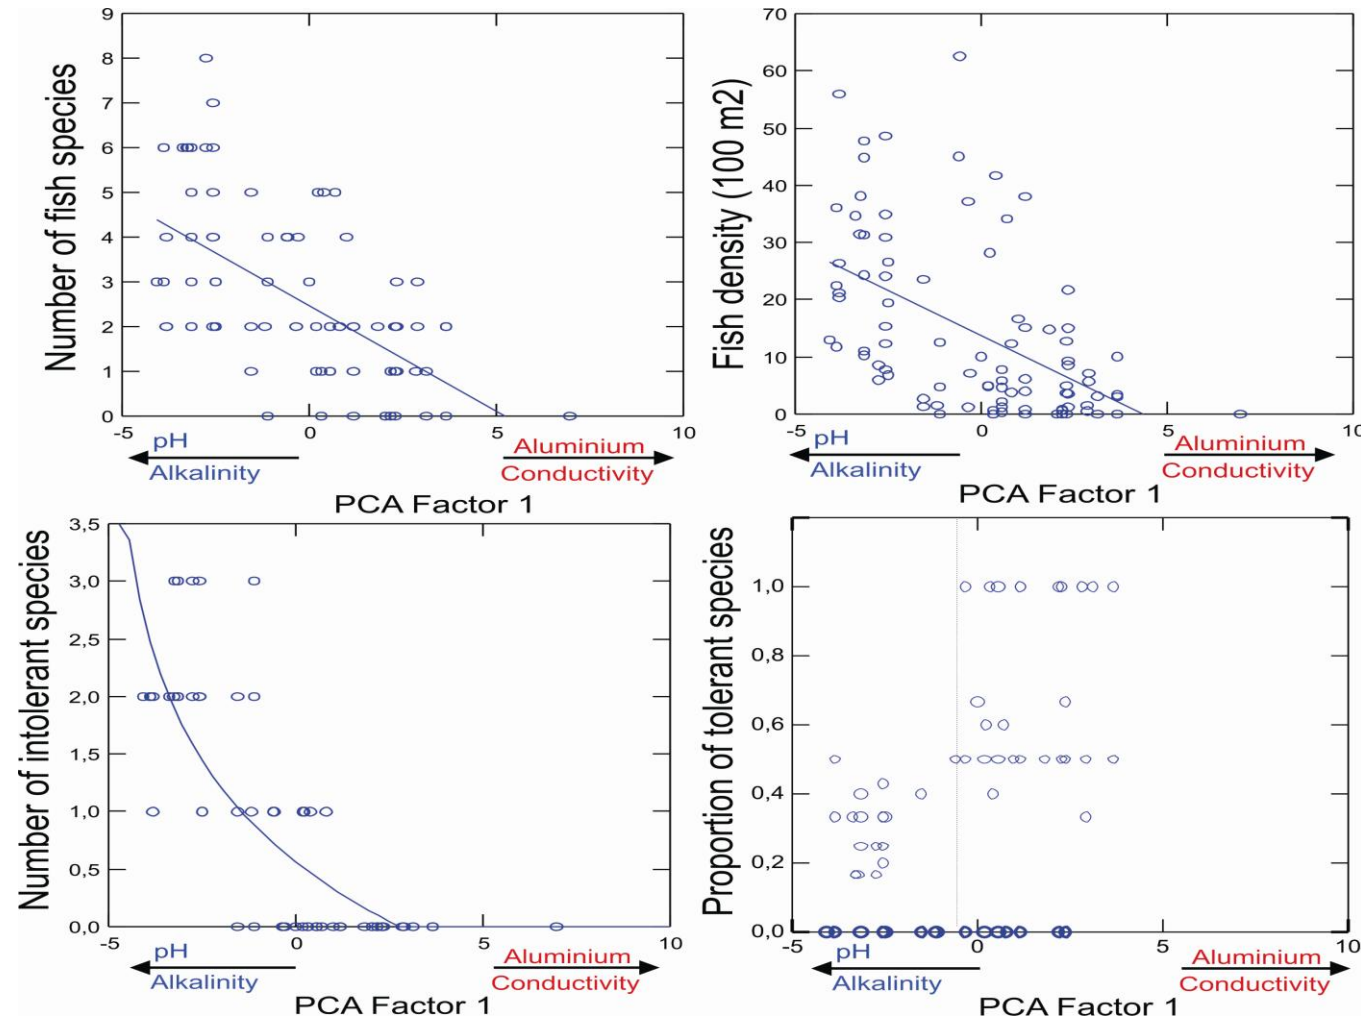 Number of fish species
9
8
7
6
5
4
3
2
1
0
-5 0 5 10
pH
Alkalinity
Aluminium
Conductivity
PCA Factor 1
Fish density (100 m2)
70
60
50
40
30
20
10
0
-5 0 5 10
pH
Alkalinity
Aluminium
Conductivity
PCA Factor 1
Number of intolerant species
3,5
3,0
2,5
2,0
1,5
1,0
0,5
0,0
-5 0 5 10
pH
Alkalinity
Aluminium
Conductivity
PCA Factor 1
Proportion of tolerant species
1,0
0,8
0,6
0,4
0,2
0,0
-5 0 5 10
pH
Alkalinity
Aluminium
Conductivity
PCA Factor 1